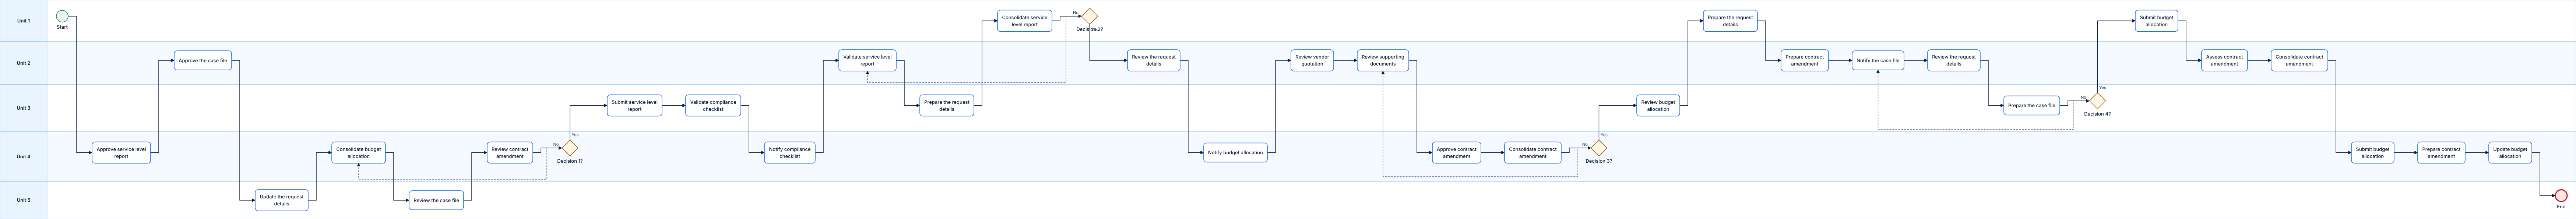 Unit 1
Start
Consolidate service
level report
No
Decision 2?
Prepare the request
details
Submit budget
allocation
Unit 2
Approve the case file
Validate service level
report
Review the request
details
Review vendor
quotation
Review supporting
documents
Prepare contract
amendment
Notify the case file
Review the request
details
Assess contract
amendment
Consolidate contract
amendment
Unit 3
Submit service level
report
Validate compliance
checklist
Prepare the request
details
Review budget
allocation
Prepare the case file
No
Yes
Decision 4?
Unit 4
Approve service level
report
Consolidate budget
allocation
Review contract
amendment
No
Yes
Decision 1?
Notify compliance
checklist
Notify budget allocation
Approve contract
amendment
Consolidate contract
amendment
No
Yes
Decision 3?
Submit budget
allocation
Prepare contract
amendment
Update budget
allocation
Unit 5
Update the request
details
Review the case file
End